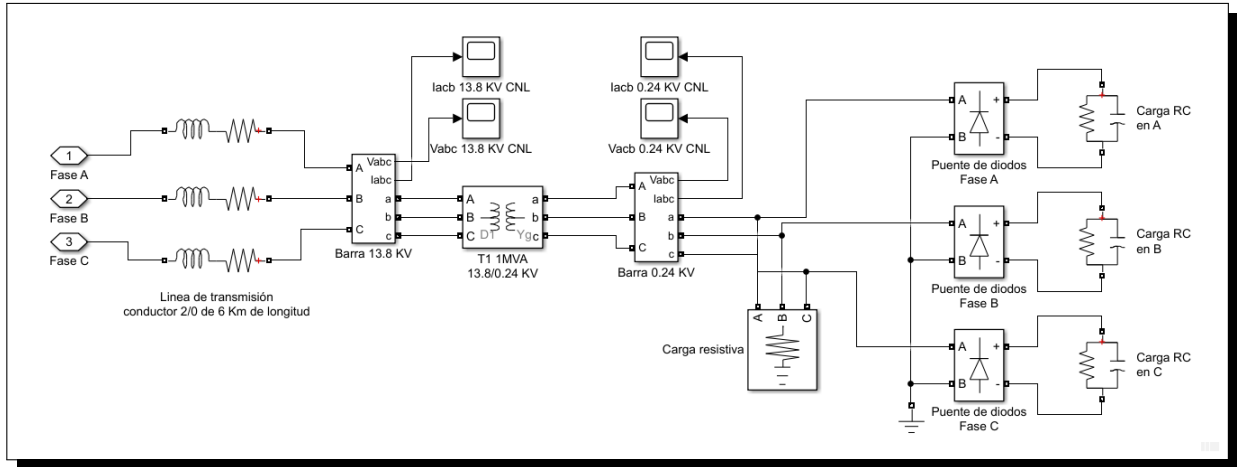 Iacb 13.8 KV CNL
Iacb 0.24 KV CNL
Vabc 13.8 KV CNL
Vacb 0.24 KV CNL
1
Fase A
2
Fase B
3
Fase C
Linea de transmisión
conductor 2/0 de 6 Km de longitud
Vabc
A
Iabc
B
a
b
C
c
Barra 13.8 KV
A
a
B
b
C
c
D1
Yg
T1 1MVA
13.8/0.24 KV
Vabc
A
Iabc
B
a
b
C
c
Barra 0.24 KV
A
B
C
Carga resistiva
A
+
B
-
Puente de diodos
Fase A
Carga RC
en A
A
+
B
-
Puente de diodos
Fase B
Carga RC
en B
A
+
B
-
Puente de diodos
Fase C
Carga RC
en C